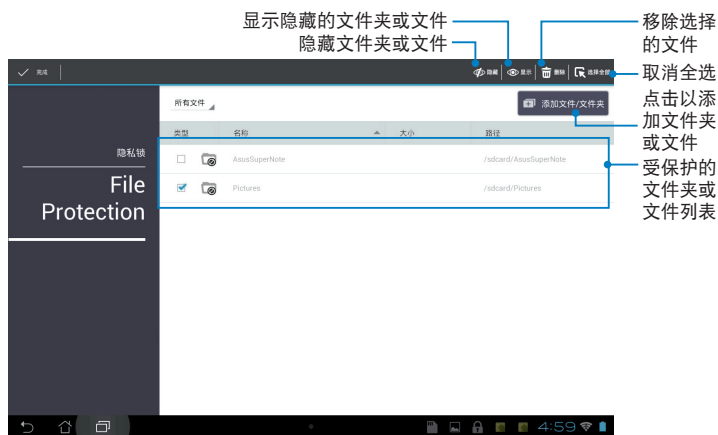 显示隐藏的文件夹或文件
隐藏文件夹或文件
移除选择
的文件
取消全选
点击以添
加文件夹
或文件
受保护的
文件夹或
文件列表
完成
隐藏 显示 删除 选择全部
所有文件
添加文件/文件夹
类型 名称 大小 路径
AsusSuperNote /sdcard/AsusSuperNote
Pictures /sdcard/Pictures
隐私锁
File
Protection
4:59